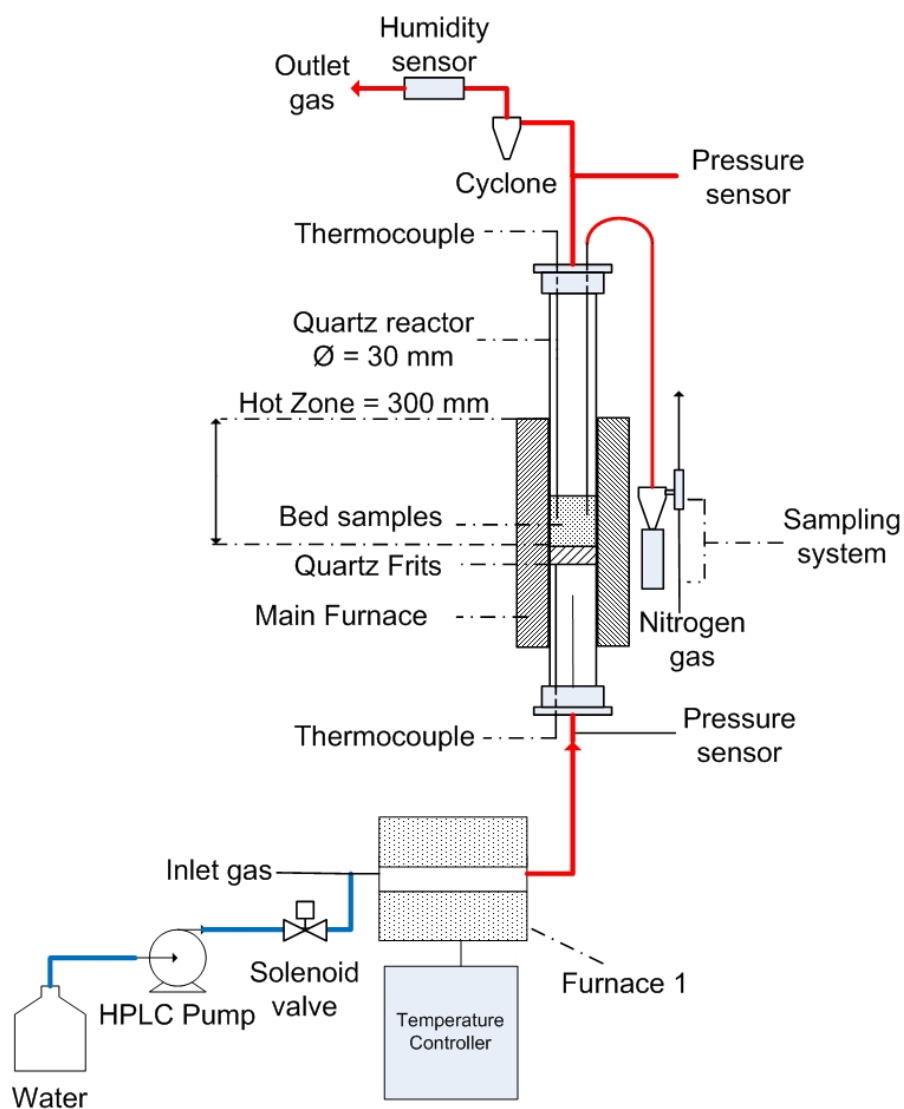 Humidity
sensor
Outlet
gas
Cyclone
Pressure
sensor
Thermocouple
Quartz reactor
Ø = 30 mm
Hot Zone = 300 mm
Bed samples
Sampling
system
Quartz Frits
Main Furnace
Nitrogen
gas
Thermocouple
Pressure
sensor
Inlet gas
Solenoid
valve
Furnace 1
HPLC Pump
Temperature
Controller
Water